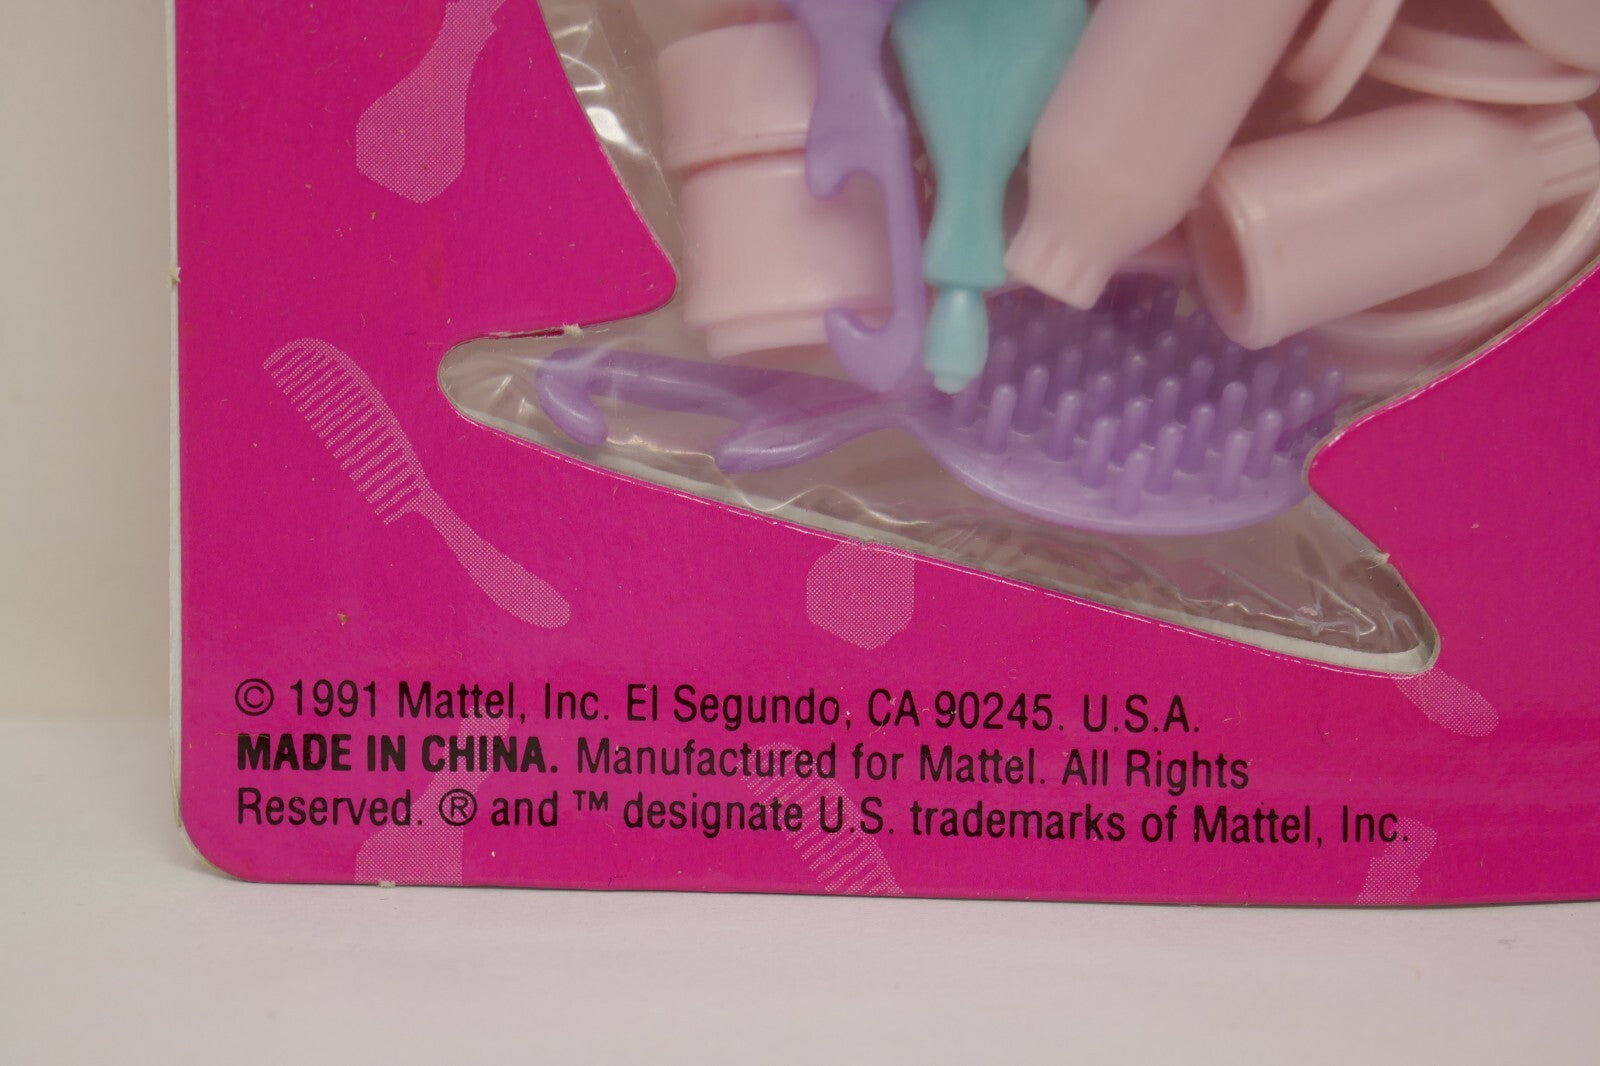 © 1991 Mattel, Inc. El Segundo, CA 90245. U.S.A.
MADE IN CHINA. Manufactured for Mattel. All Rights
Reserved. ® and ™ designate U.S. trademarks of Mattel, Inc.